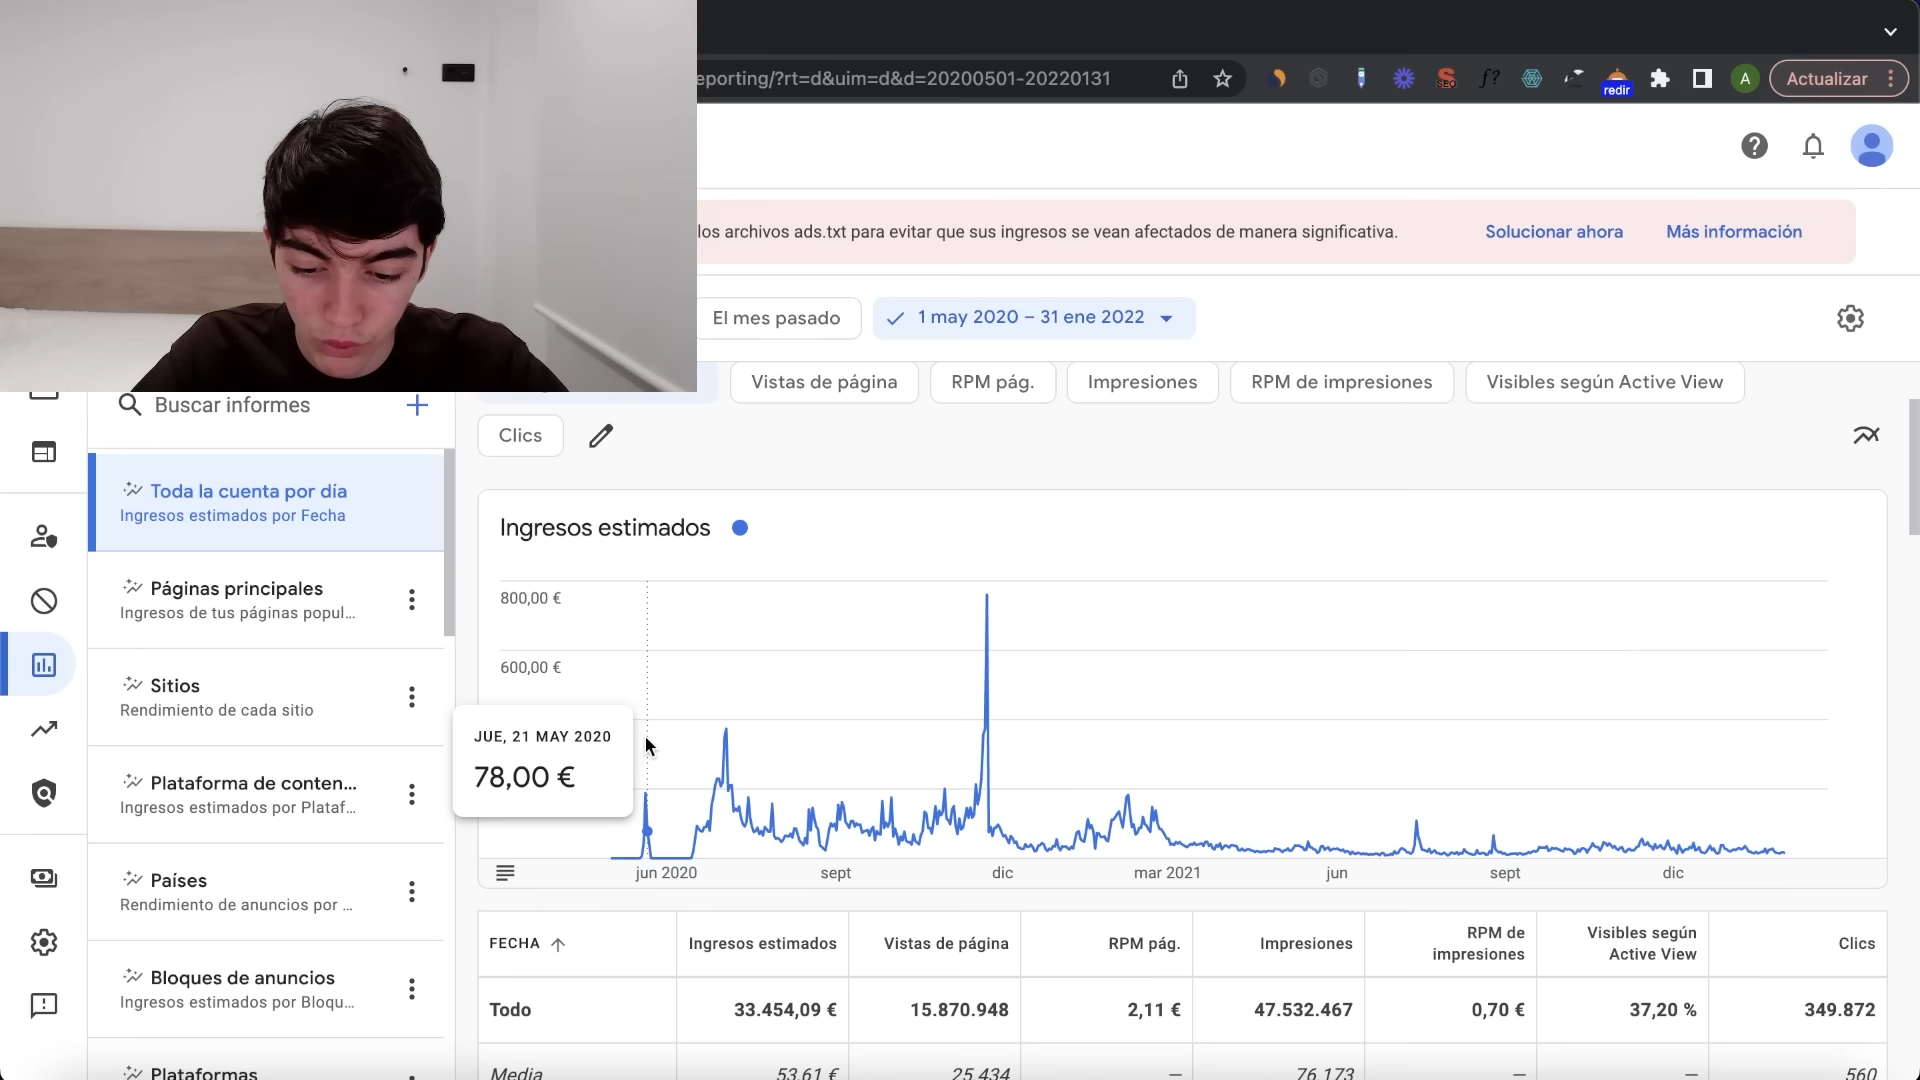 eporting/?rt=d&uim=d&d=20200501-20220131
SEO
f?
redir
A
Actualizar
los archivos ads.txt para evitar que sus ingresos se vean afectados de manera significativa.
Solucionar ahora
Más información
El mes pasado
1 may 2020 – 31 ene 2022
Vistas de página
RPM pág.
Impresiones
RPM de impresiones
Visibles según Active View
Clics
Buscar informes
Toda la cuenta por día
Ingresos estimados por Fecha
Páginas principales
Ingresos de tus páginas popul...
Sitios
Rendimiento de cada sitio
Plataforma de conten...
Ingresos estimados por Plataf...
Países
Rendimiento de anuncios por ...
Bloques de anuncios
Ingresos estimados por Bloqu...
Plataformas
Ingresos estimados
800,00 €
600,00 €
JUE, 21 MAY 2020
78,00 €
jun 2020
sept
dic
mar 2021
jun
sept
dic
FECHA
Ingresos estimados
Vistas de página
RPM pág.
Impresiones
RPM de impresiones
Visibles según Active View
Clics
Todo
33.454,09 €
15.870.948
2,11 €
47.532.467
0,70 €
37,20 %
349.872
Media
53,61 €
25.434
—
76.173
—
—
560